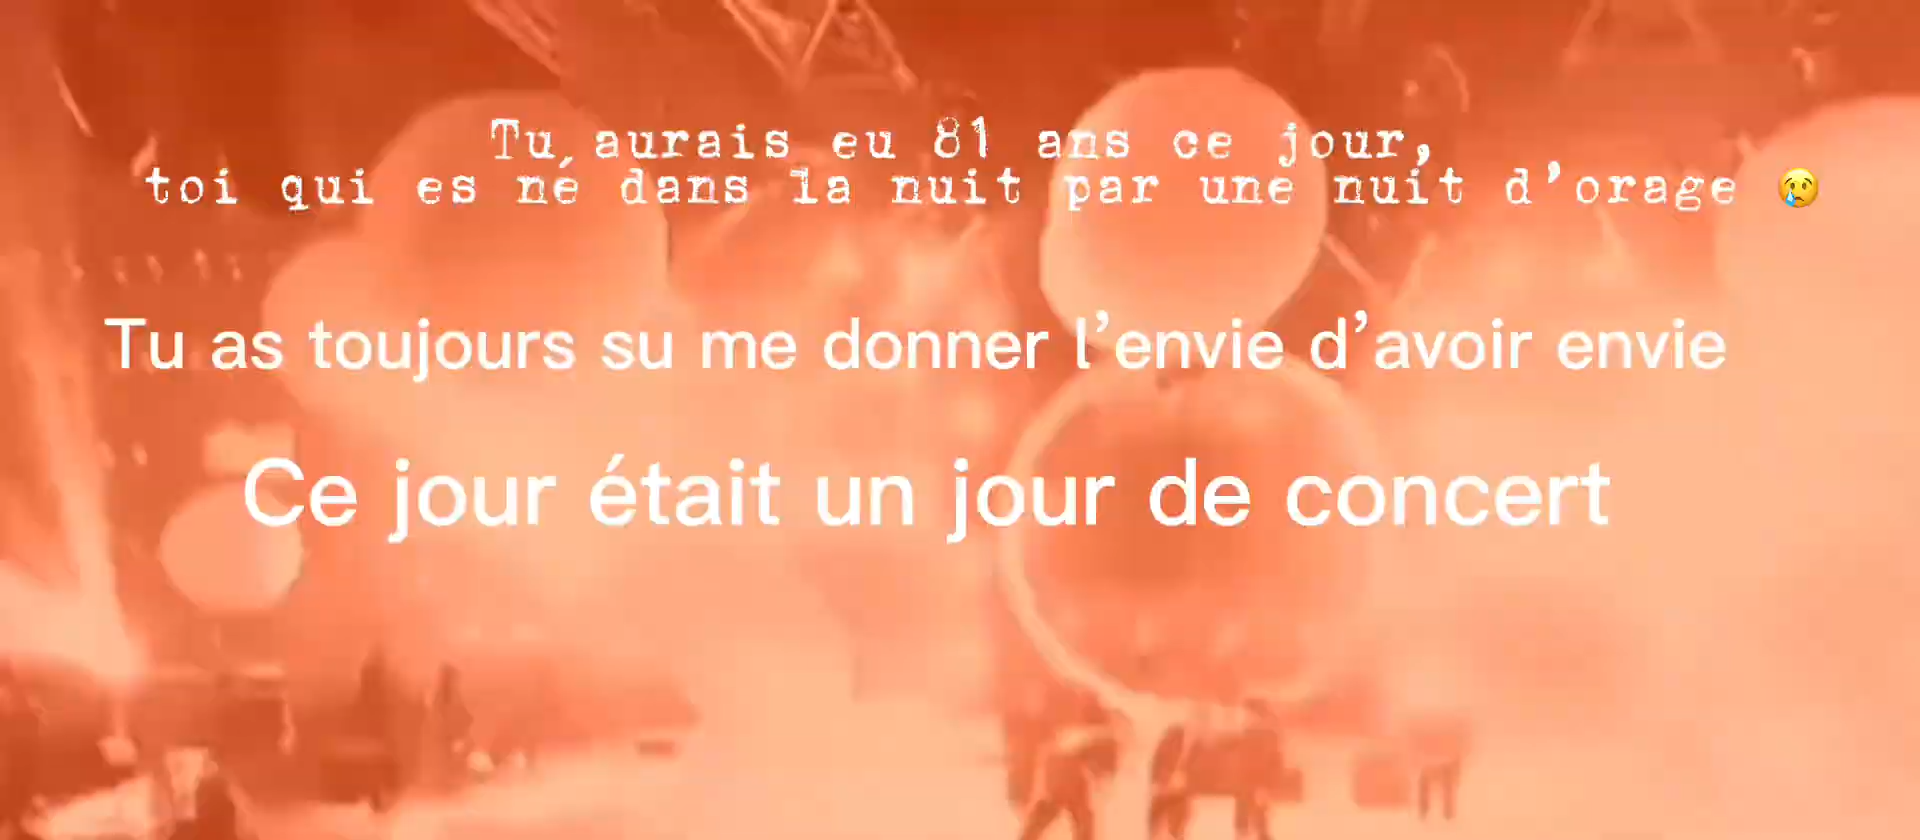 Tu aurais eu 81 ans ce jour,
toi qui es né dans la nuit par une nuit d’orage 😢
Tu as toujours su me donner l’envie d’avoir envie
Ce jour était un jour de concert